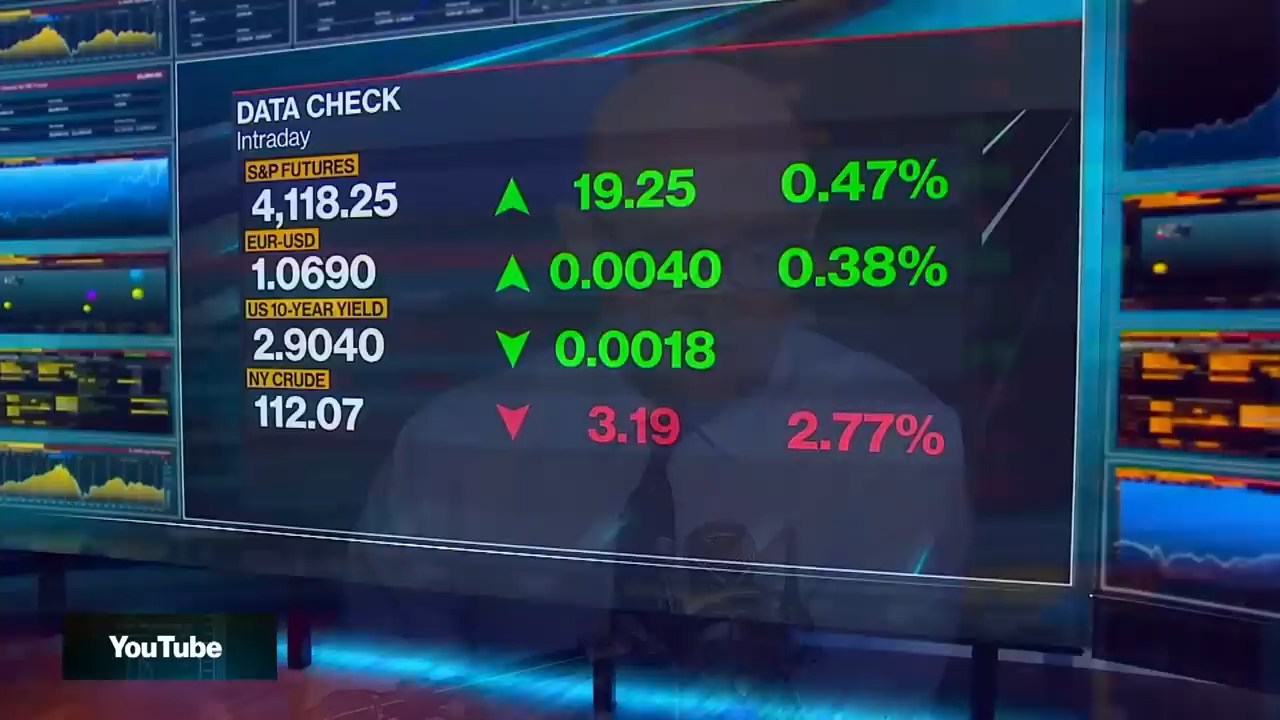 DATA CHECK
Intraday
S&P FUTURES
4,118.25 19.25 0.47%
EUR-USD
1.0690 0.0040 0.38%
US 10-YEAR YIELD
2.9040 0.0018
NY CRUDE
112.07 3.19 2.77%
YouTube